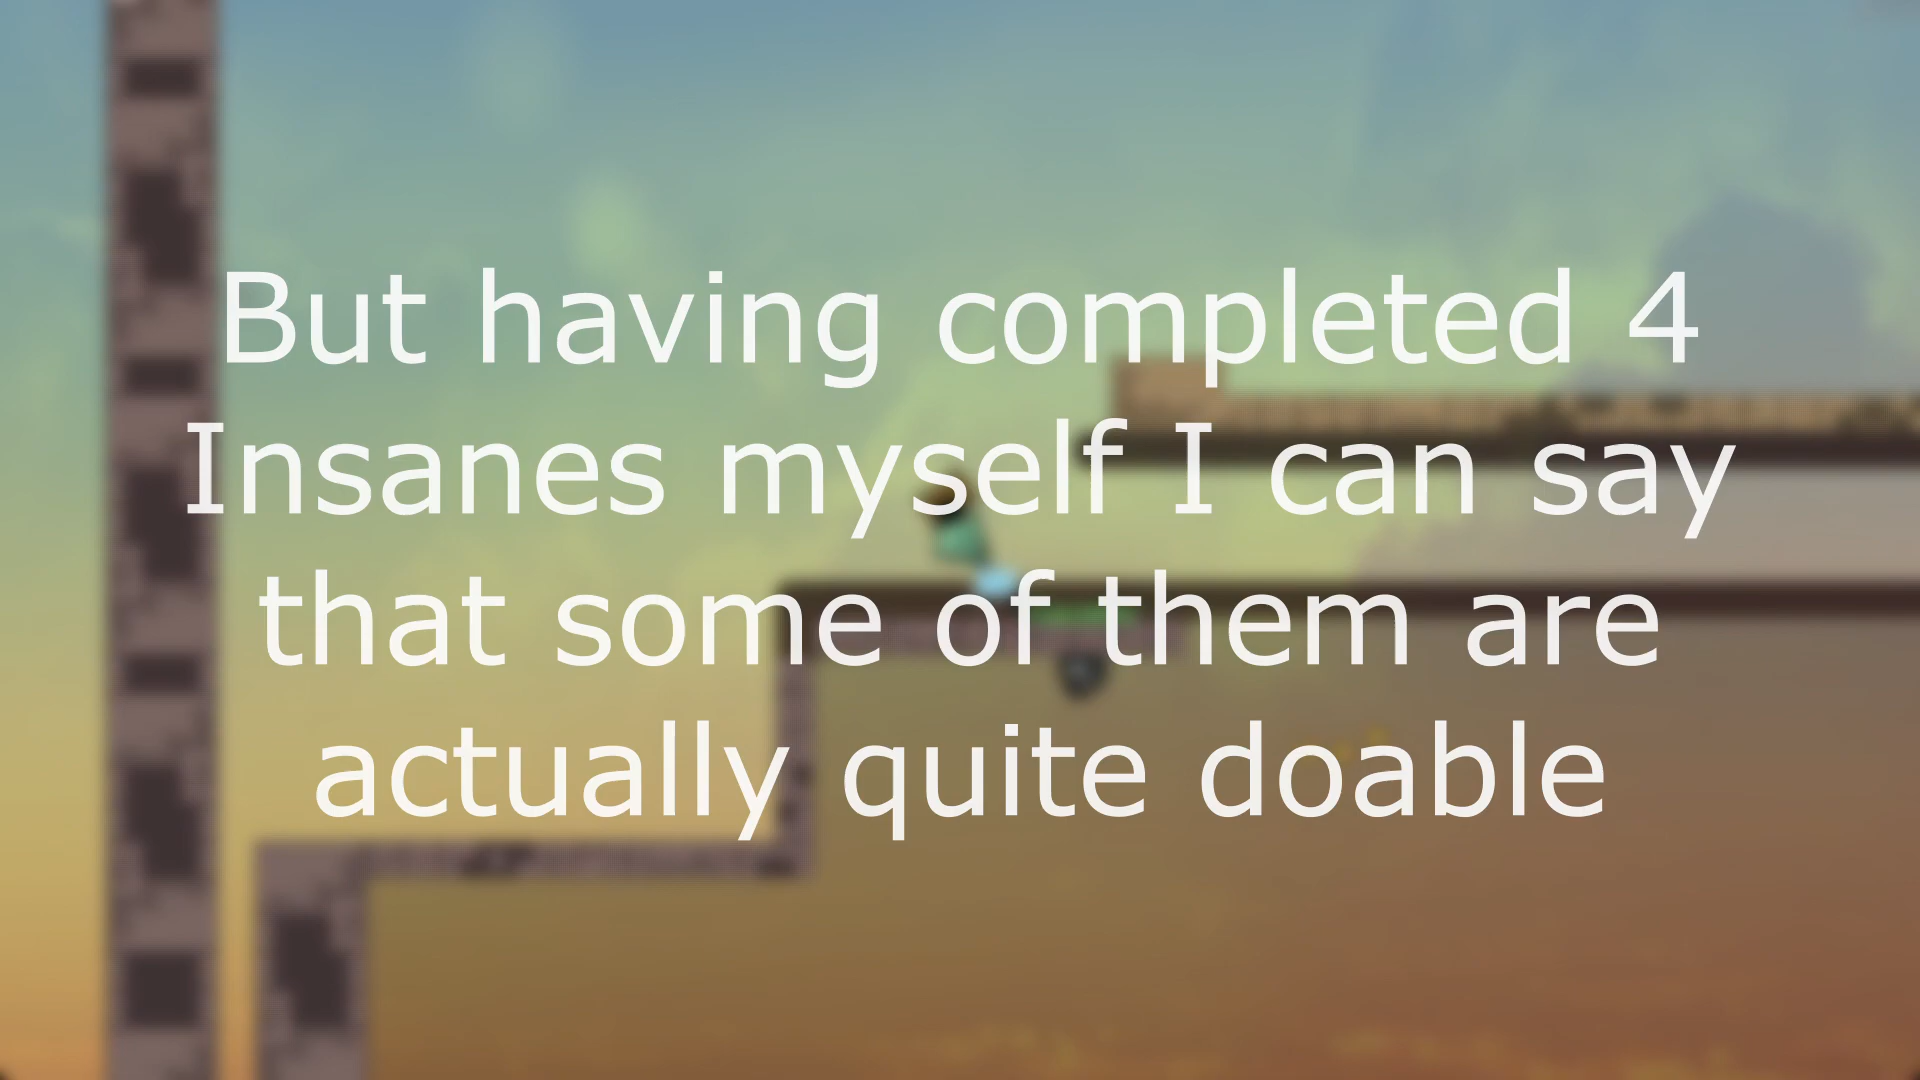 But having completed 4
Insanes myself I can say
that some of them are
actually quite doable